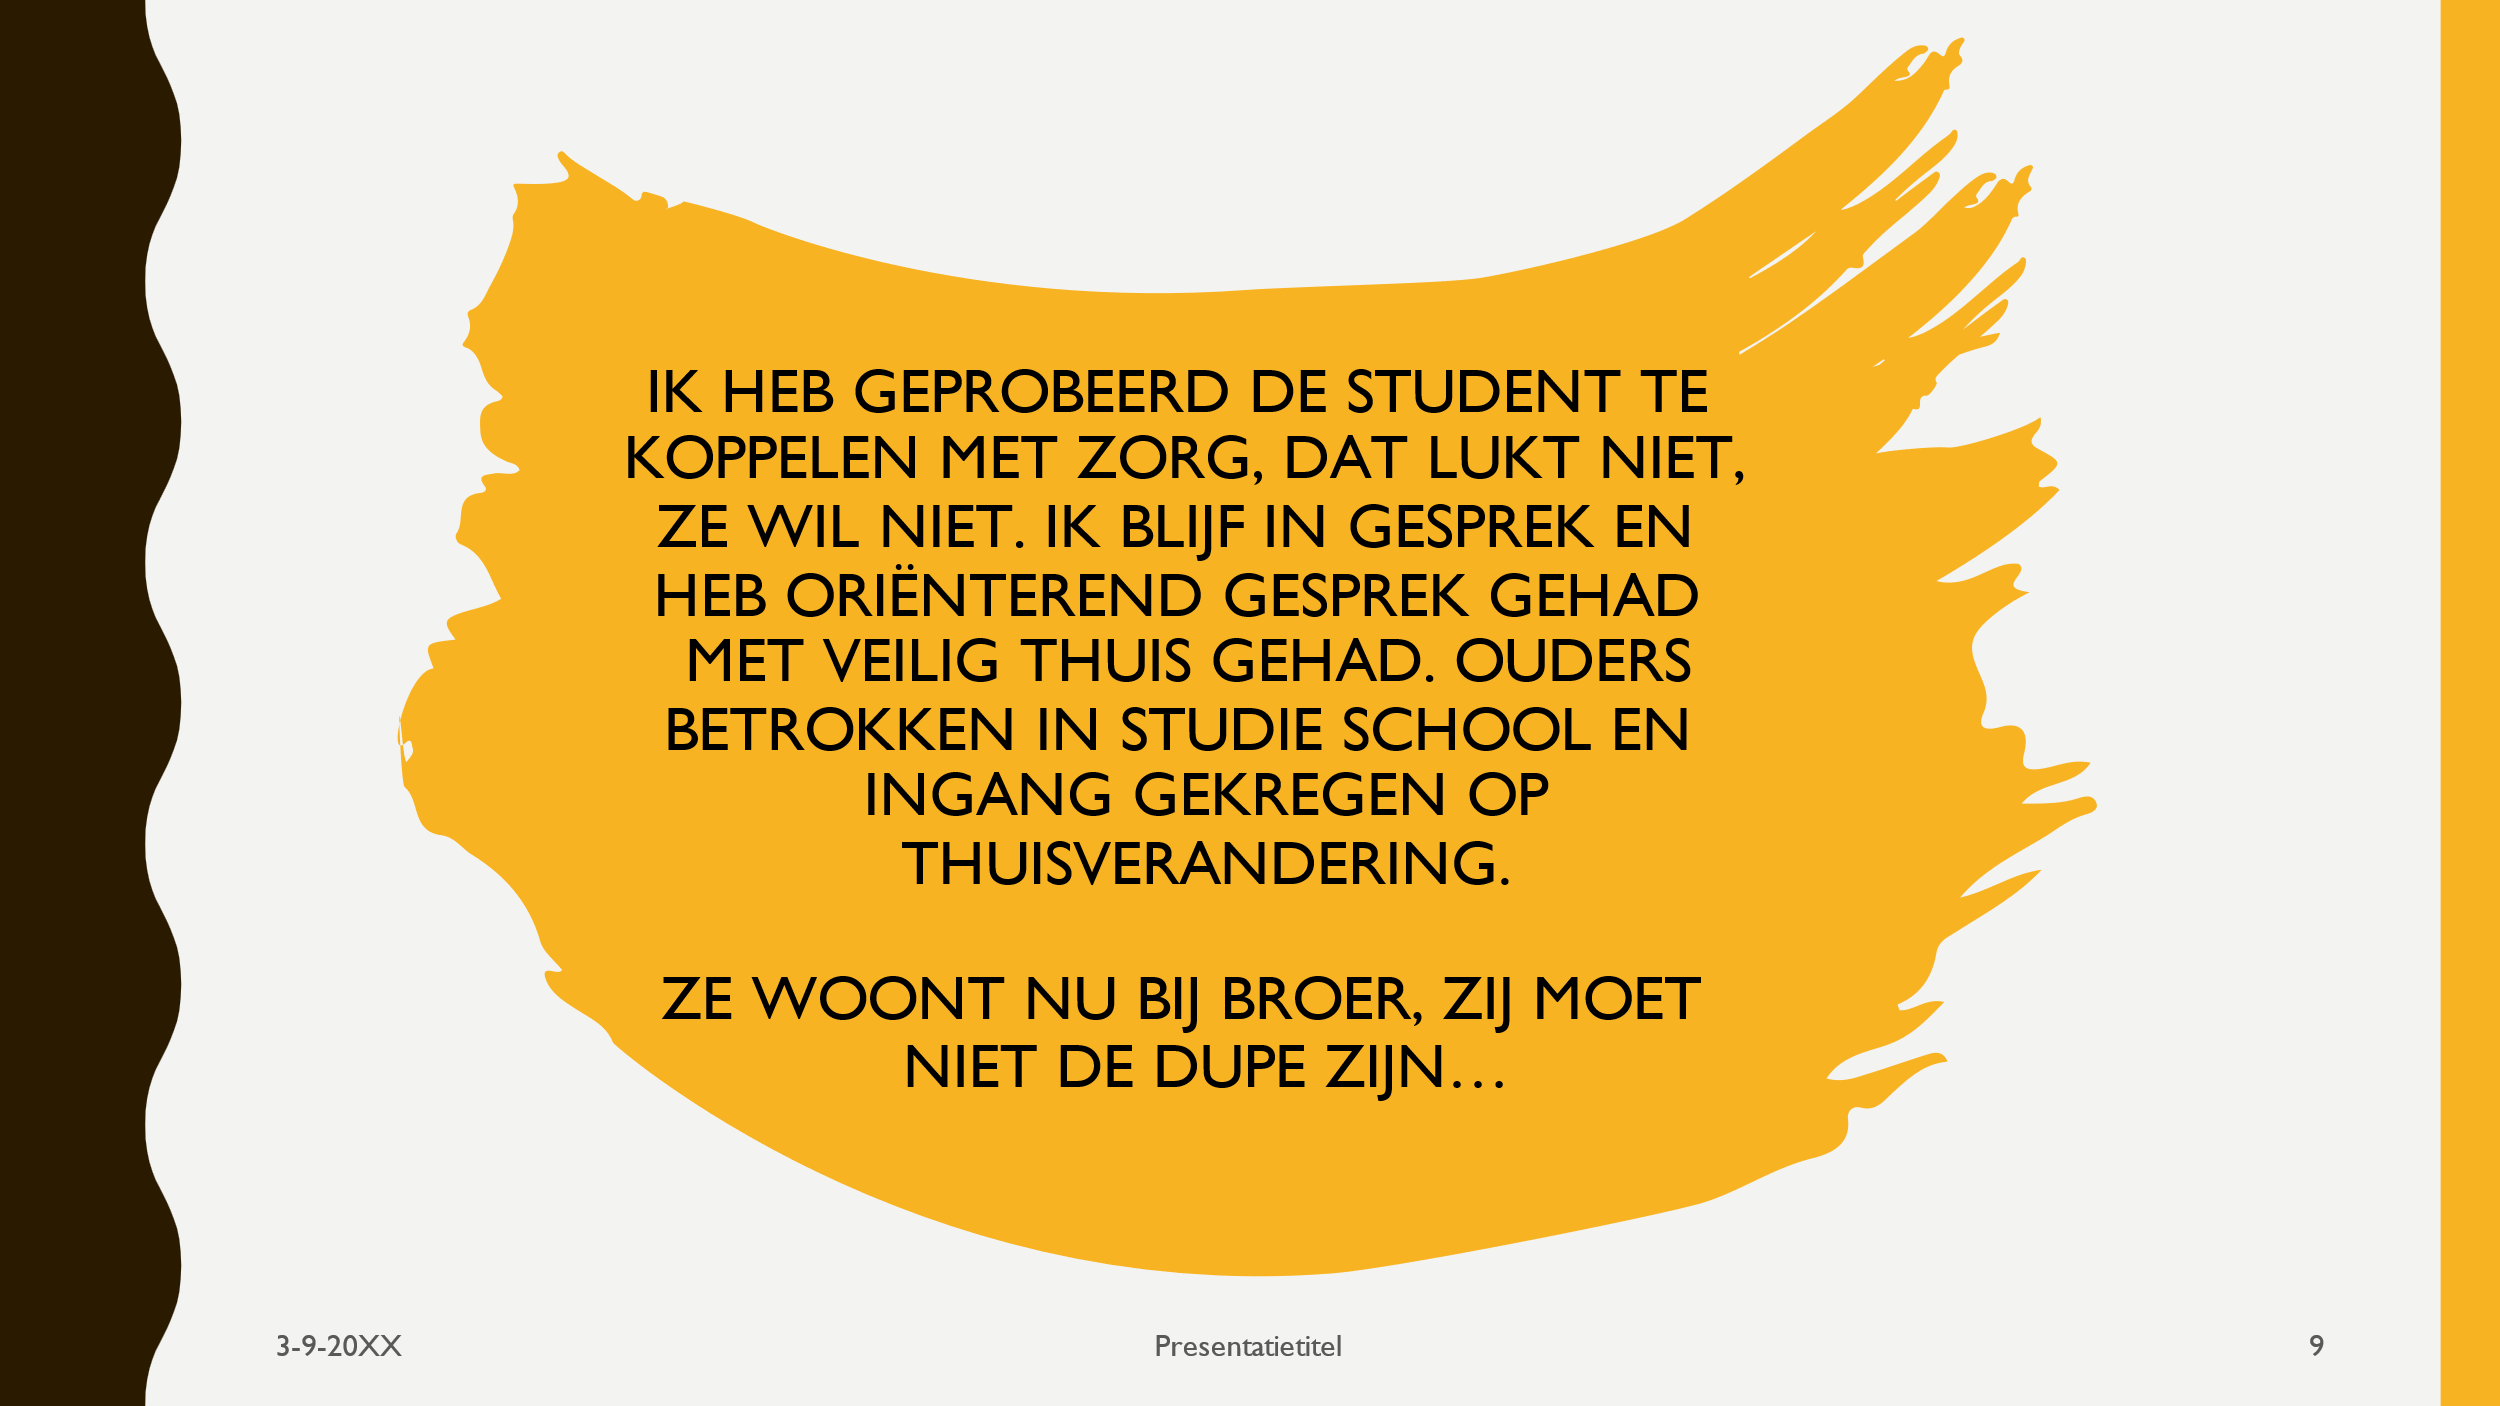 IK HEB GEPROBEERD DE STUDENT TE
KOPPELEN MET ZORG, DAT LUKT NIET,
ZE WIL NIET. IK BLIJF IN GESPREK EN
HEB ORIËNTEREND GESPREK GEHAD
MET VEILIG THUIS GEHAD. OUDERS
BETROKKEN IN STUDIE SCHOOL EN
INGANG GEKREGEN OP
THUISVERANDERING.
ZE WOONT NU BIJ BROER, ZIJ MOET
NIET DE DUPE ZIJN…
3-9-20XX
Presentatietitel
9